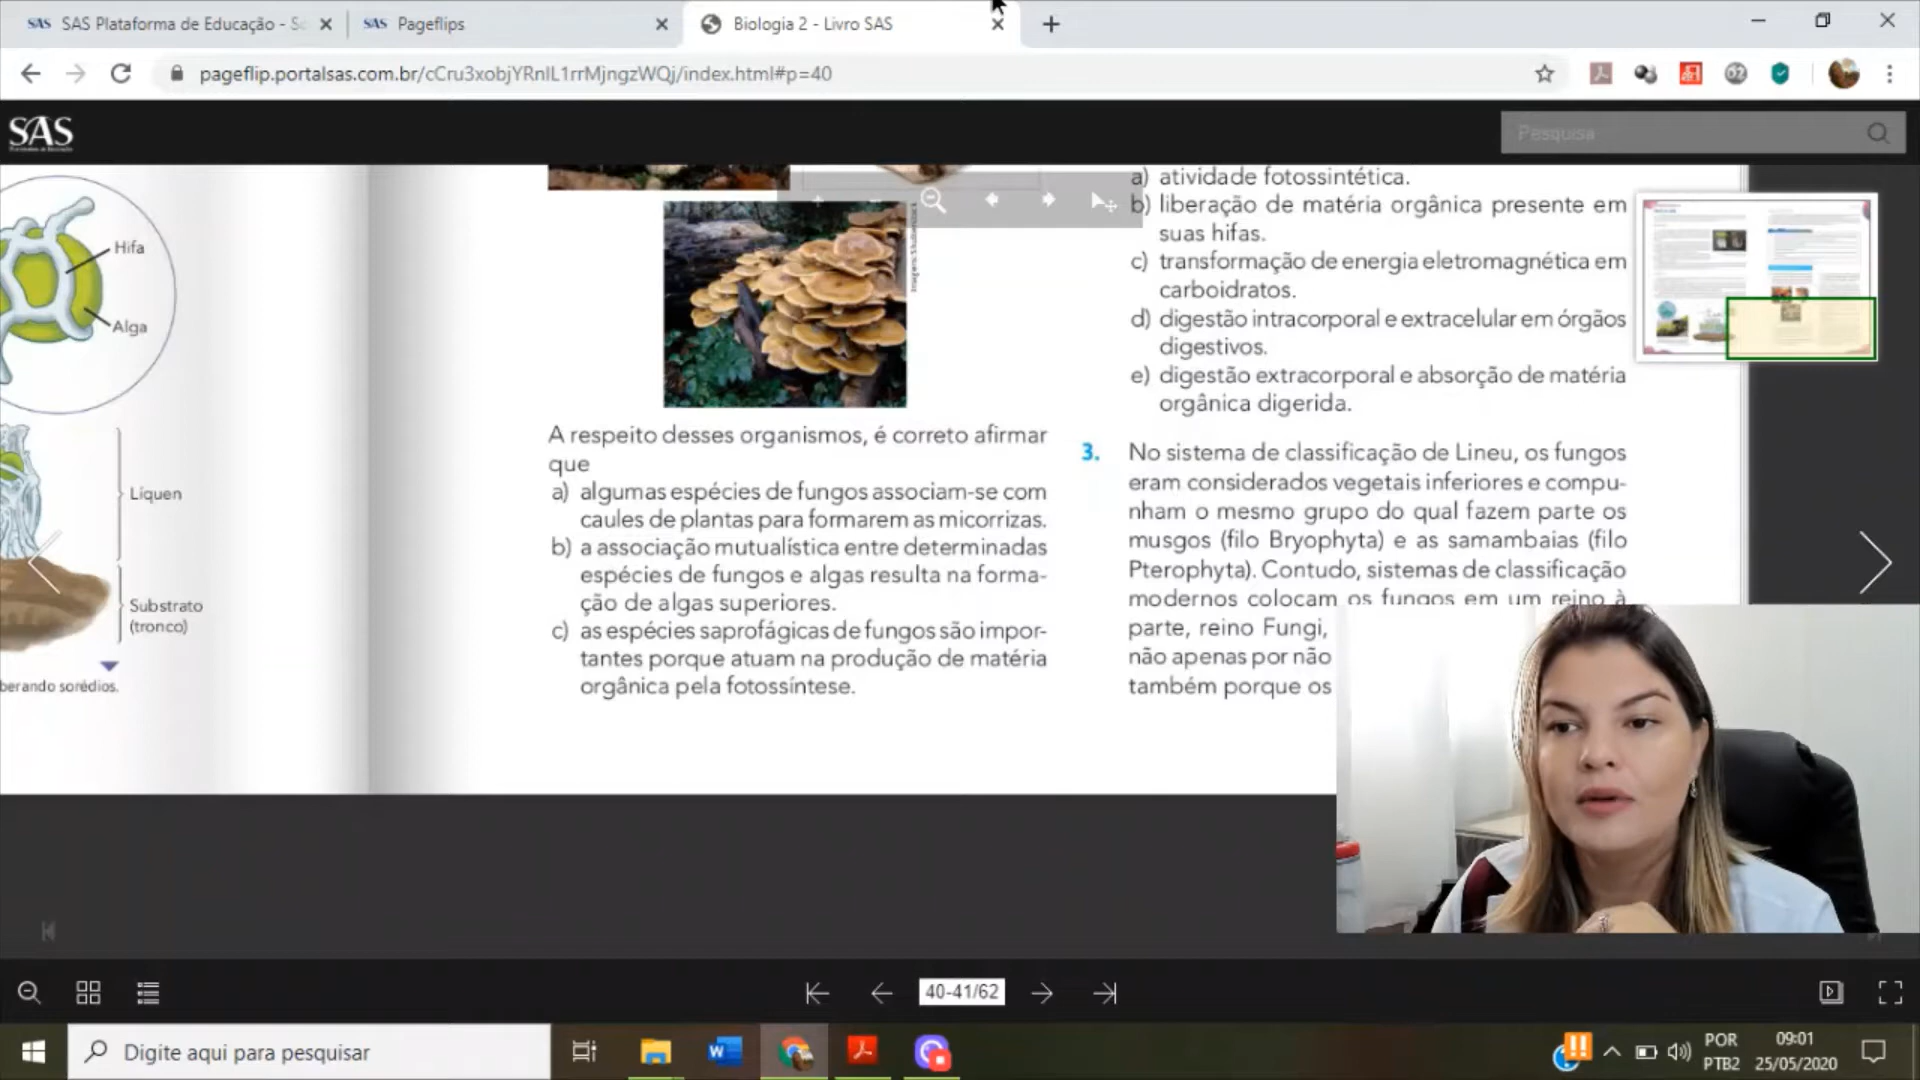 SAS SAS Plataforma de Educação - S
SAS Pageflips
Biologia 2 - Livro SAS
pageflip.portalsas.com.br/cCru3xobjYRnlL1rrMjngzWQj/index.html#p=40
SAS
Pesquisa
Hifa
Alga
Líquen
Substrato
(tronco)
berando sorédios.
A respeito desses organismos, é correto afirmar
que
a) algumas espécies de fungos associam-se com
caules de plantas para formarem as micorrizas.
b) a associação mutualística entre determinadas
espécies de fungos e algas resulta na forma-
ção de algas superiores.
c) as espécies saprofágicas de fungos são impor-
tantes porque atuam na produção de matéria
orgânica pela fotossíntese.
a) atividade fotossintética.
b) liberação de matéria orgânica presente em
suas hifas.
c) transformação de energia eletromagnética em
carboidratos.
d) digestão intracorporal e extracelular em órgãos
digestivos.
e) digestão extracorporal e absorção de matéria
orgânica digerida.
3. No sistema de classificação de Lineu, os fungos
eram considerados vegetais inferiores e compu-
nham o mesmo grupo do qual fazem parte os
musgos (filo Bryophyta) e as samambaias (filo
Pterophyta). Contudo, sistemas de classificação
modernos colocam os fungos em um reino à
parte, reino Fungi,
não apenas por não
também porque os
40-41/62
Digite aqui para pesquisar
POR
PTB2
09:01
25/05/2020